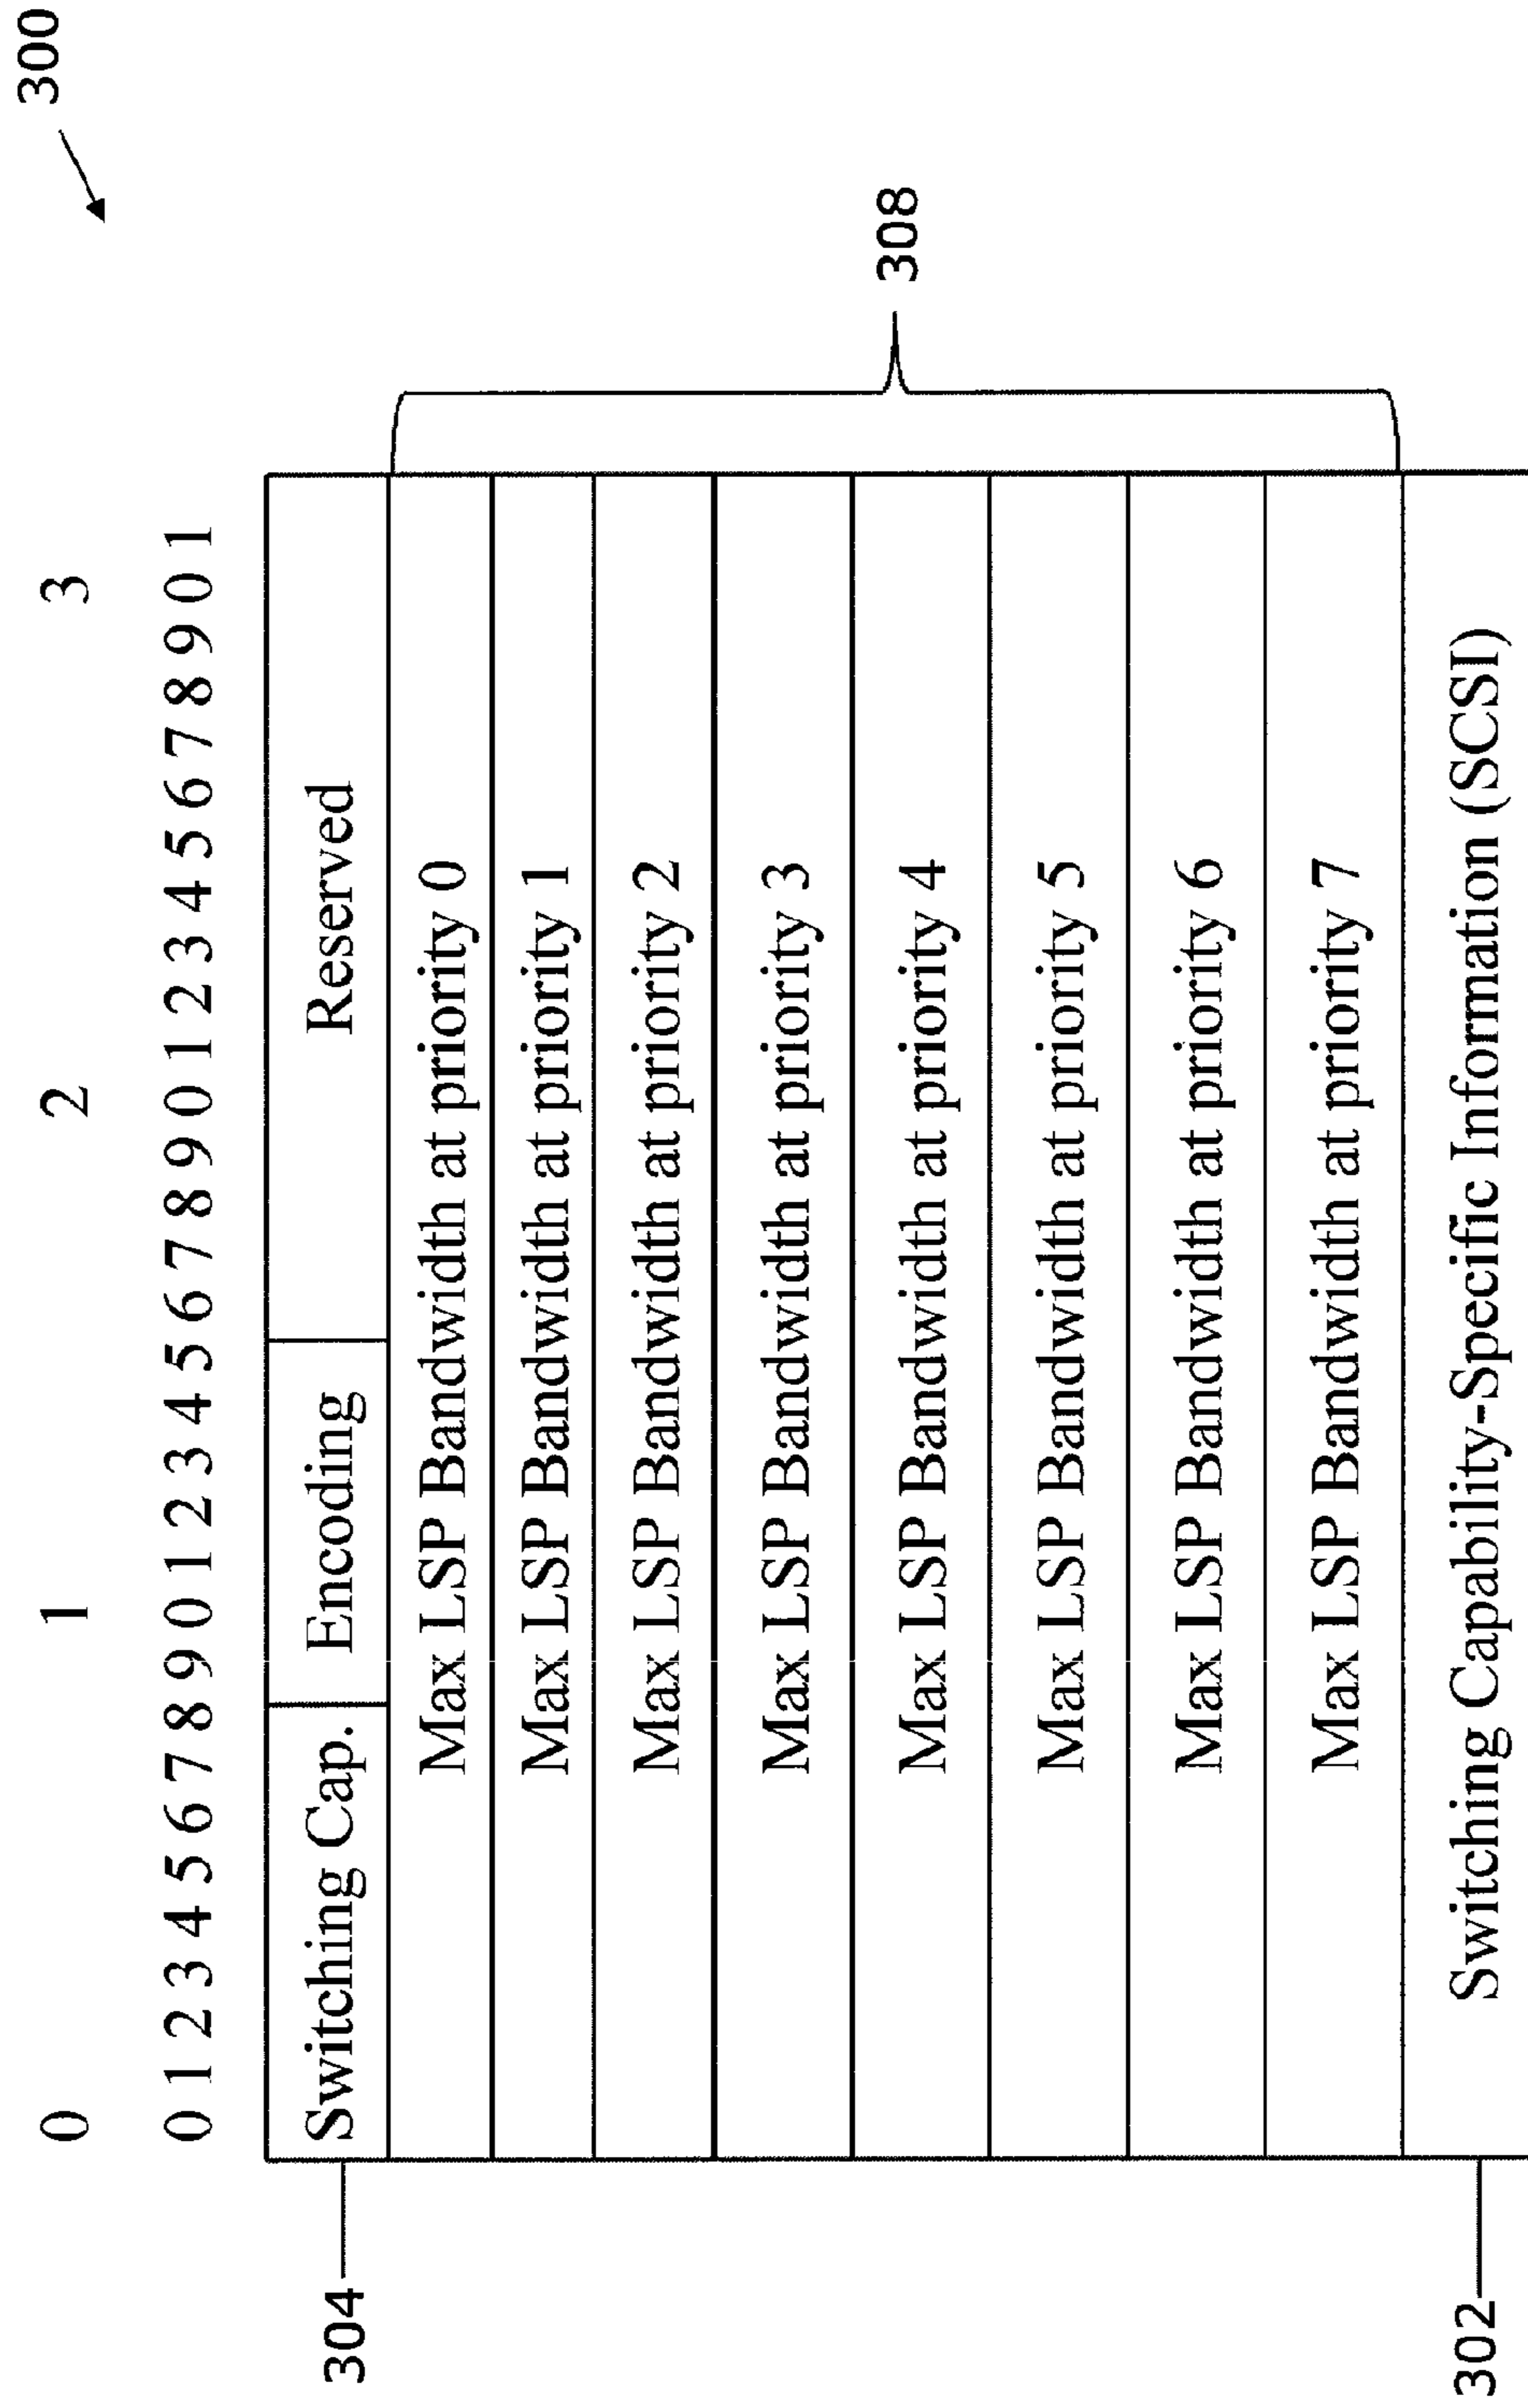 300
0 1 2 3
0 1 2 3 4 5 6 7 8 9 0 1 2 3 4 5 6 7 8 9 0 1 2 3 4 5 6 7 8 9 0 1
304 Switching Cap. Encoding Reserved
Max LSP Bandwidth at priority 0
Max LSP Bandwidth at priority 1
Max LSP Bandwidth at priority 2
Max LSP Bandwidth at priority 3
Max LSP Bandwidth at priority 4
308
Max LSP Bandwidth at priority 5
Max LSP Bandwidth at priority 6
Max LSP Bandwidth at priority 7
302 Switching Capability-Specific Information (SCSI)